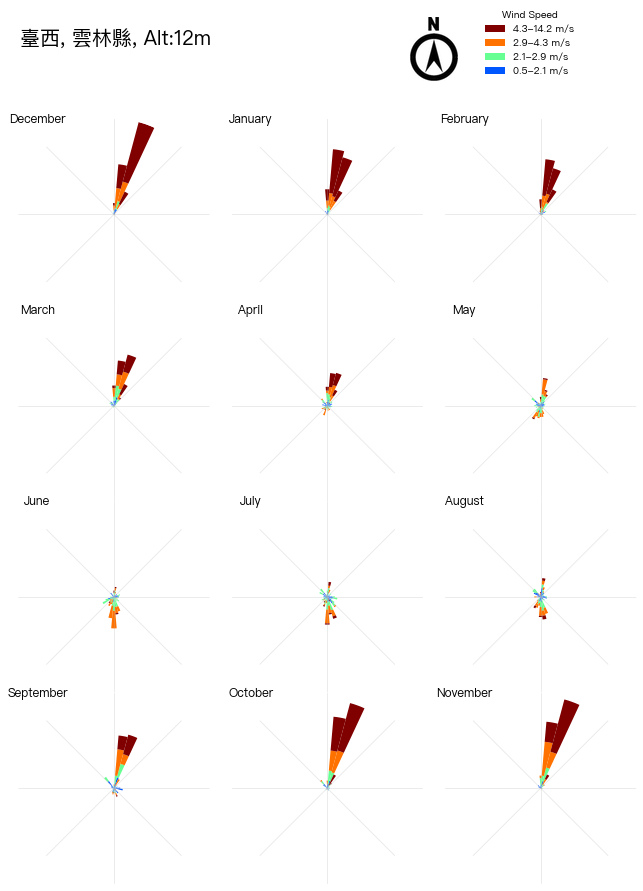 臺西, 雲林縣, Alt:12m
N
Wind Speed
4.3–14.2 m/s
2.9–4.3 m/s
2.1–2.9 m/s
0.5–2.1 m/s
December
January
February
March
April
May
June
July
August
September
October
November